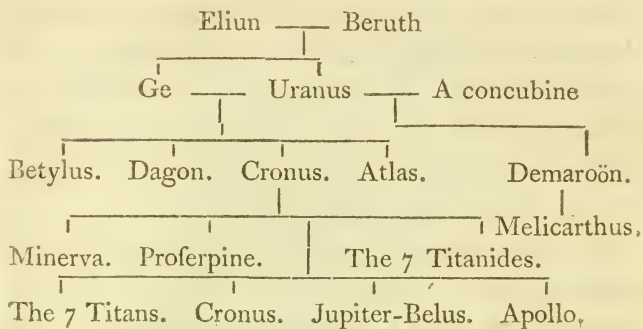 Eliun Beruth
Ge Uranus A concubine
Betylus. Dagon. Cronus. Atlas. Demaroön.
Melicarthus.
Minerva. Proserpine. The 7 Titanides.
The 7 Titans. Cronus. Jupiter-Belus. Apollo.